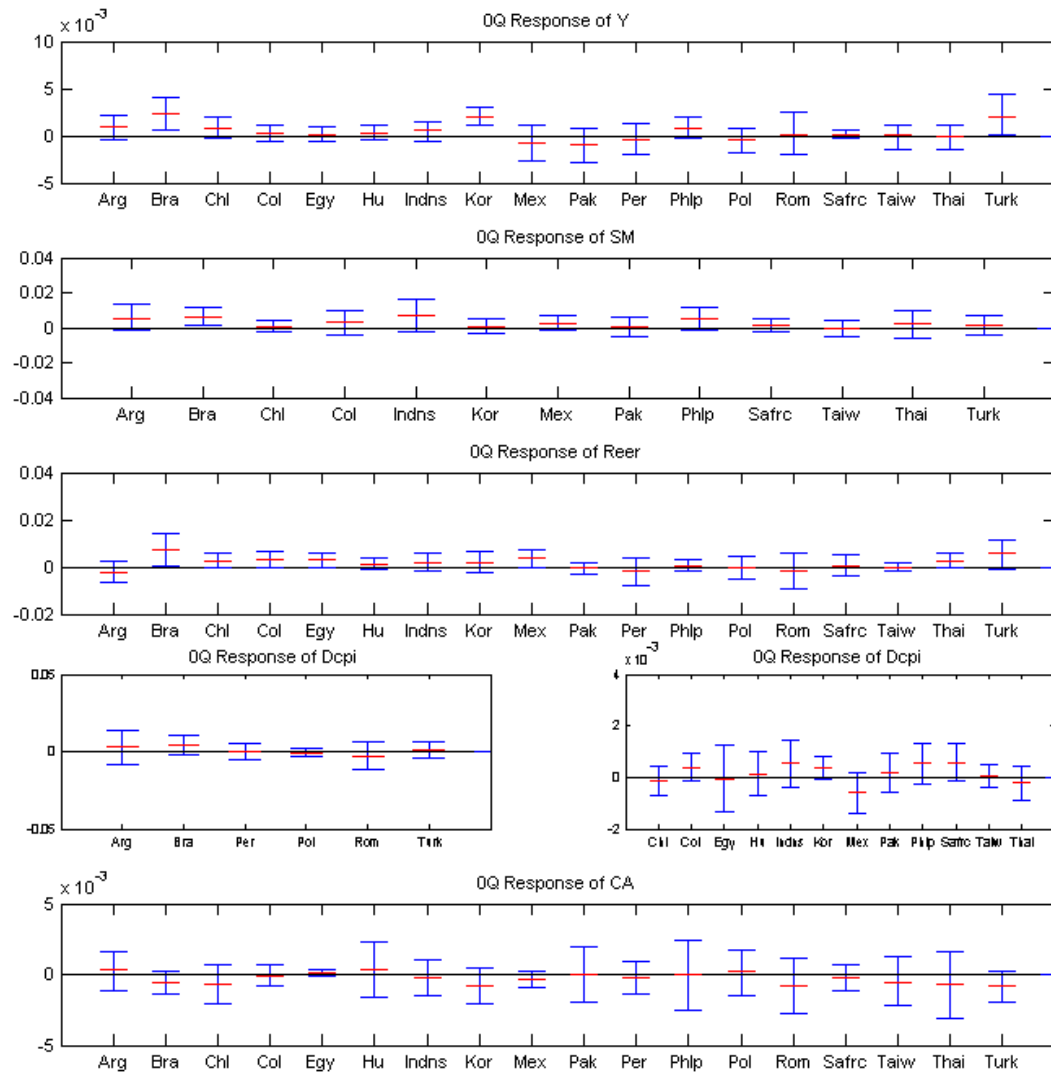 x 10⁻³
0Q Response of Y
10
5
0
-5
Arg Bra Chl Col Egy Hu Indns Kor Mex Pak Per Phlp Pol Rom Safrc Taiw Thai Turk
0Q Response of SM
0.04
0.02
0
-0.02
-0.04
Arg Bra Chl Col Indns Kor Mex Pak Phlp Safrc Taiw Thai Turk
0Q Response of Reer
0.04
0.02
0
-0.02
Arg Bra Chl Col Egy Hu Indns Kor Mex Pak Per Phlp Pol Rom Safrc Taiw Thai Turk
0Q Response of Dcpi
0.05
0
-0.05
Arg Bra Per Pol Rom Turk
x 10⁻³
0Q Response of Dcpi
4
2
0
-2
Chl Col Egy Hu Indns Kor Mex Pak Phlp Safrc Taiw Thai
x 10⁻³
0Q Response of CA
5
0
-5
Arg Bra Chl Col Egy Hu Indns Kor Mex Pak Per Phlp Pol Rom Safrc Taiw Thai Turk